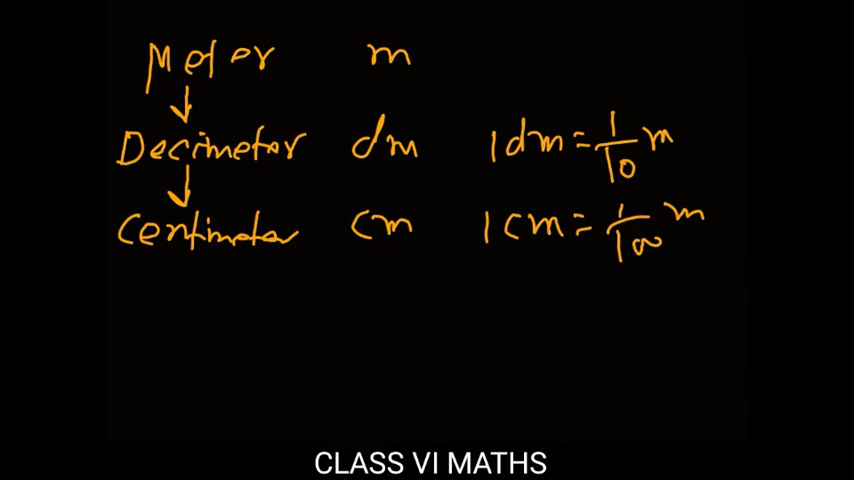 Meter m
↓
Decimeter dm 1dm = 1/10 m
↓
Centimeter cm 1cm = 1/100 m
CLASS VI MATHS